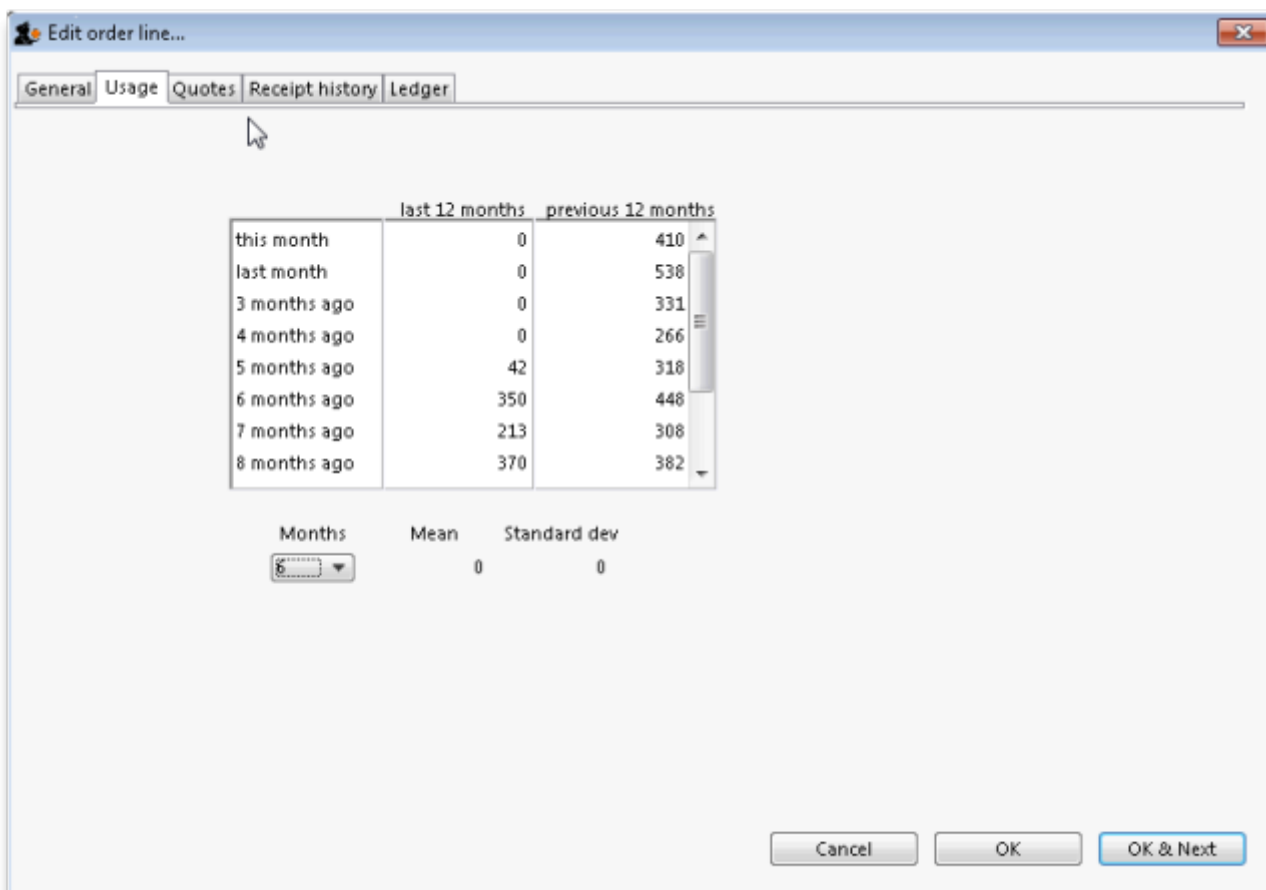 Edit order line...
General Usage Quotes Receipt history Ledger
last 12 months previous 12 months
this month 0 410
last month 0 538
3 months ago 0 331
4 months ago 0 266
5 months ago 42 318
6 months ago 350 448
7 months ago 213 308
8 months ago 370 382
Months Mean Standard dev
6 0 0
Cancel OK OK & Next